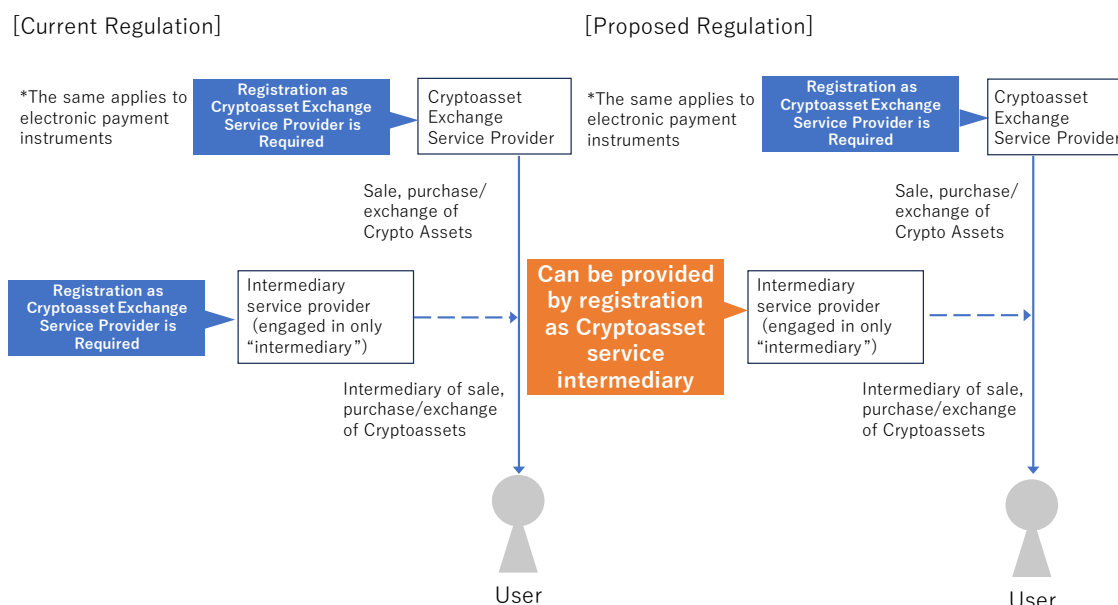 [Current Regulation]
*The same applies to
electronic payment
instruments
Registration as
Cryptoasset Exchange
Service Provider is
Required
Cryptoasset
Exchange
Service Provider
Sale, purchase/
exchange of
Crypto Assets
Registration as
Cryptoasset Exchange
Service Provider is
Required
Intermediary
service provider
(engaged in only
“intermediary”)
Intermediary of sale,
purchase/exchange
of Cryptoassets
User
[Proposed Regulation]
*The same applies to
electronic payment
instruments
Registration as
Cryptoasset Exchange
Service Provider is
Required
Cryptoasset
Exchange
Service Provider
Sale, purchase/
exchange of
Crypto Assets
Can be provided
by registration
as Cryptoasset
service
intermediary
Intermediary
service provider
(engaged in only
“intermediary”)
Intermediary of sale,
purchase/exchange
of Cryptoassets
User